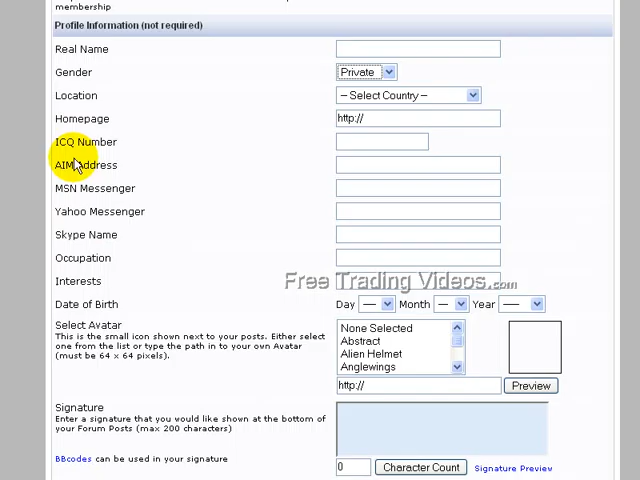 membership
Profile Information (not required)
Real Name
Gender Private
Location -- Select Country --
Homepage http://
ICQ Number
AIM Address
MSN Messenger
Yahoo Messenger
Skype Name
Occupation
Interests
Free Trading Videos.com
Date of Birth Day --- Month --- Year ----
Select Avatar
This is the small icon shown next to your posts. Either select
one from the list or type the path in to your own Avatar
(must be 64 x 64 pixels).
None Selected
Abstract
Alien Helmet
Anglewings
http:// Preview
Signature
Enter a signature that you would like shown at the bottom of
your Forum Posts (max 200 characters)
BBcodes can be used in your signature
0 Character Count Signature Preview